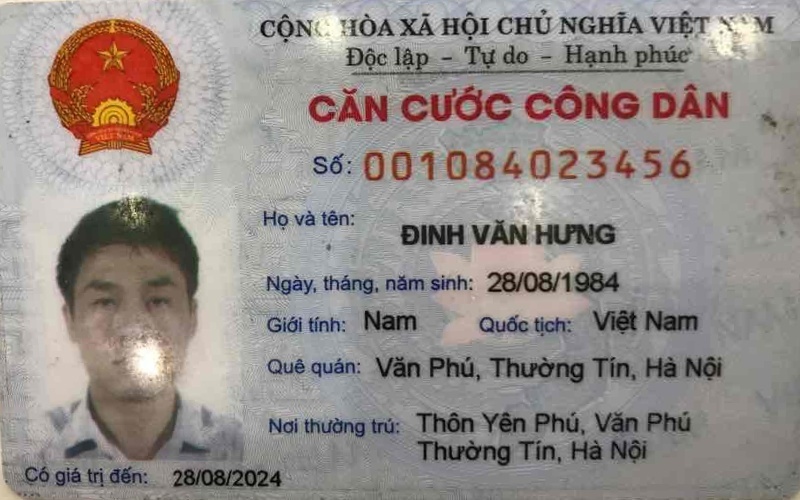 CỘNG HÒA XÃ HỘI CHỦ NGHĨA VIỆT NAM
Độc lập - Tự do - Hạnh phúc
CĂN CƯỚC CÔNG DÂN
Số: 001084023456
Họ và tên:
ĐINH VĂN HƯNG
Ngày, tháng, năm sinh: 28/08/1984
Giới tính: Nam Quốc tịch: Việt Nam
Quê quán: Văn Phú, Thường Tín, Hà Nội
Nơi thường trú: Thôn Yên Phú, Văn Phú
Thường Tín, Hà Nội
Có giá trị đến: 28/08/2024